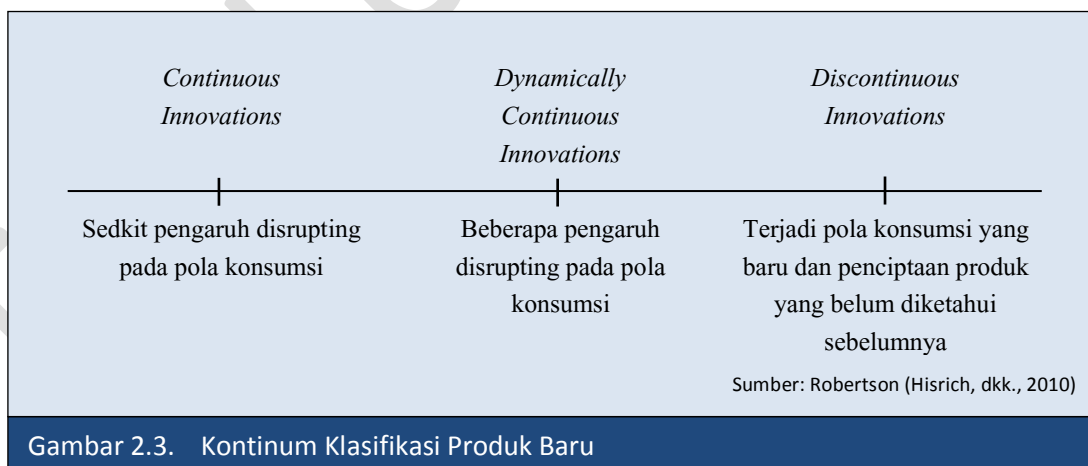 Continuous
Innovations
Dynamically
Continuous
Innovations
Discontinuous
Innovations
Sedkit pengaruh disrupting
pada pola konsumsi
Beberapa pengaruh
disrupting pada pola
konsumsi
Terjadi pola konsumsi yang
baru dan penciptaan produk
yang belum diketahui
sebelumnya
Sumber: Robertson (Hisrich, dkk., 2010)
Gambar 2.3. Kontinum Klasifikasi Produk Baru